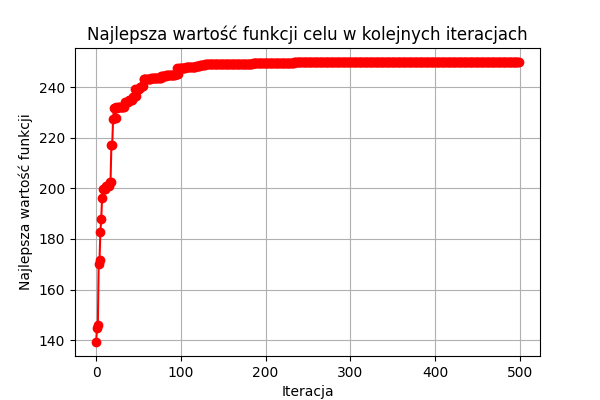 Najlepsza wartość funkcji celu w kolejnych iteracjach
Najlepsza wartość funkcji
240
220
200
180
160
140
0 100 200 300 400 500
Iteracja